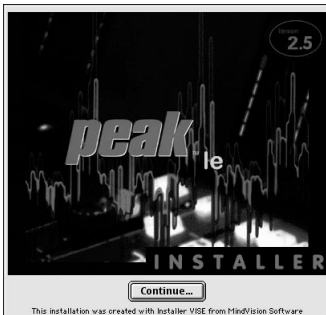 Version
2.5
peak
le
INSTALLER
Continue...
This installation was created with Installer VISE from MindVision Software